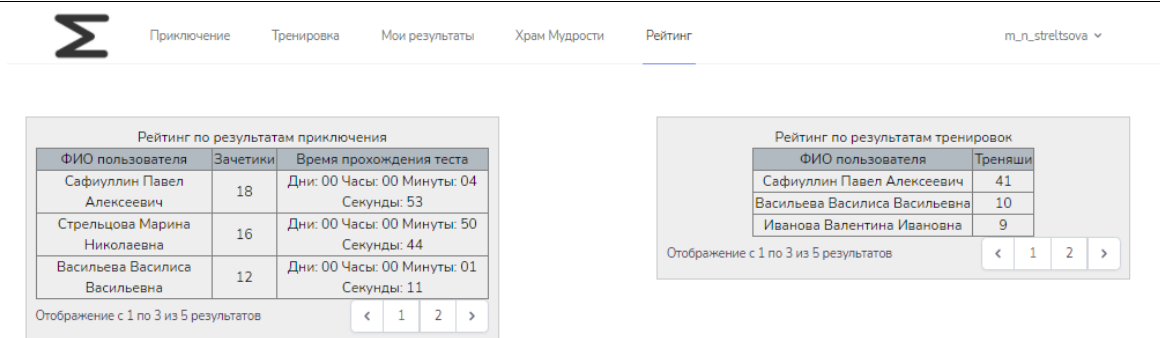 Σ
Приключение Тренировка Мои результаты Храм Мудрости Рейтинг m_n_streltsova
Рейтинг по результатам приключения
ФИО пользователя Зачетики Время прохождения теста
Сафиуллин Павел
Алексеевич
18
Дни: 00 Часы: 00 Минуты: 04
Секунды: 53
Стрельцова Марина
Николаевна
16
Дни: 00 Часы: 00 Минуты: 50
Секунды: 44
Васильева Василиса
Васильевна
12
Дни: 00 Часы: 00 Минуты: 01
Секунды: 11
Отображение с 1 по 3 из 5 результатов
‹ 1 2 ›
Рейтинг по результатам тренировок
ФИО пользователя Треняши
Сафиуллин Павел Алексеевич 41
Васильева Василиса Васильевна 10
Иванова Валентина Ивановна 9
Отображение с 1 по 3 из 5 результатов
‹ 1 2 ›